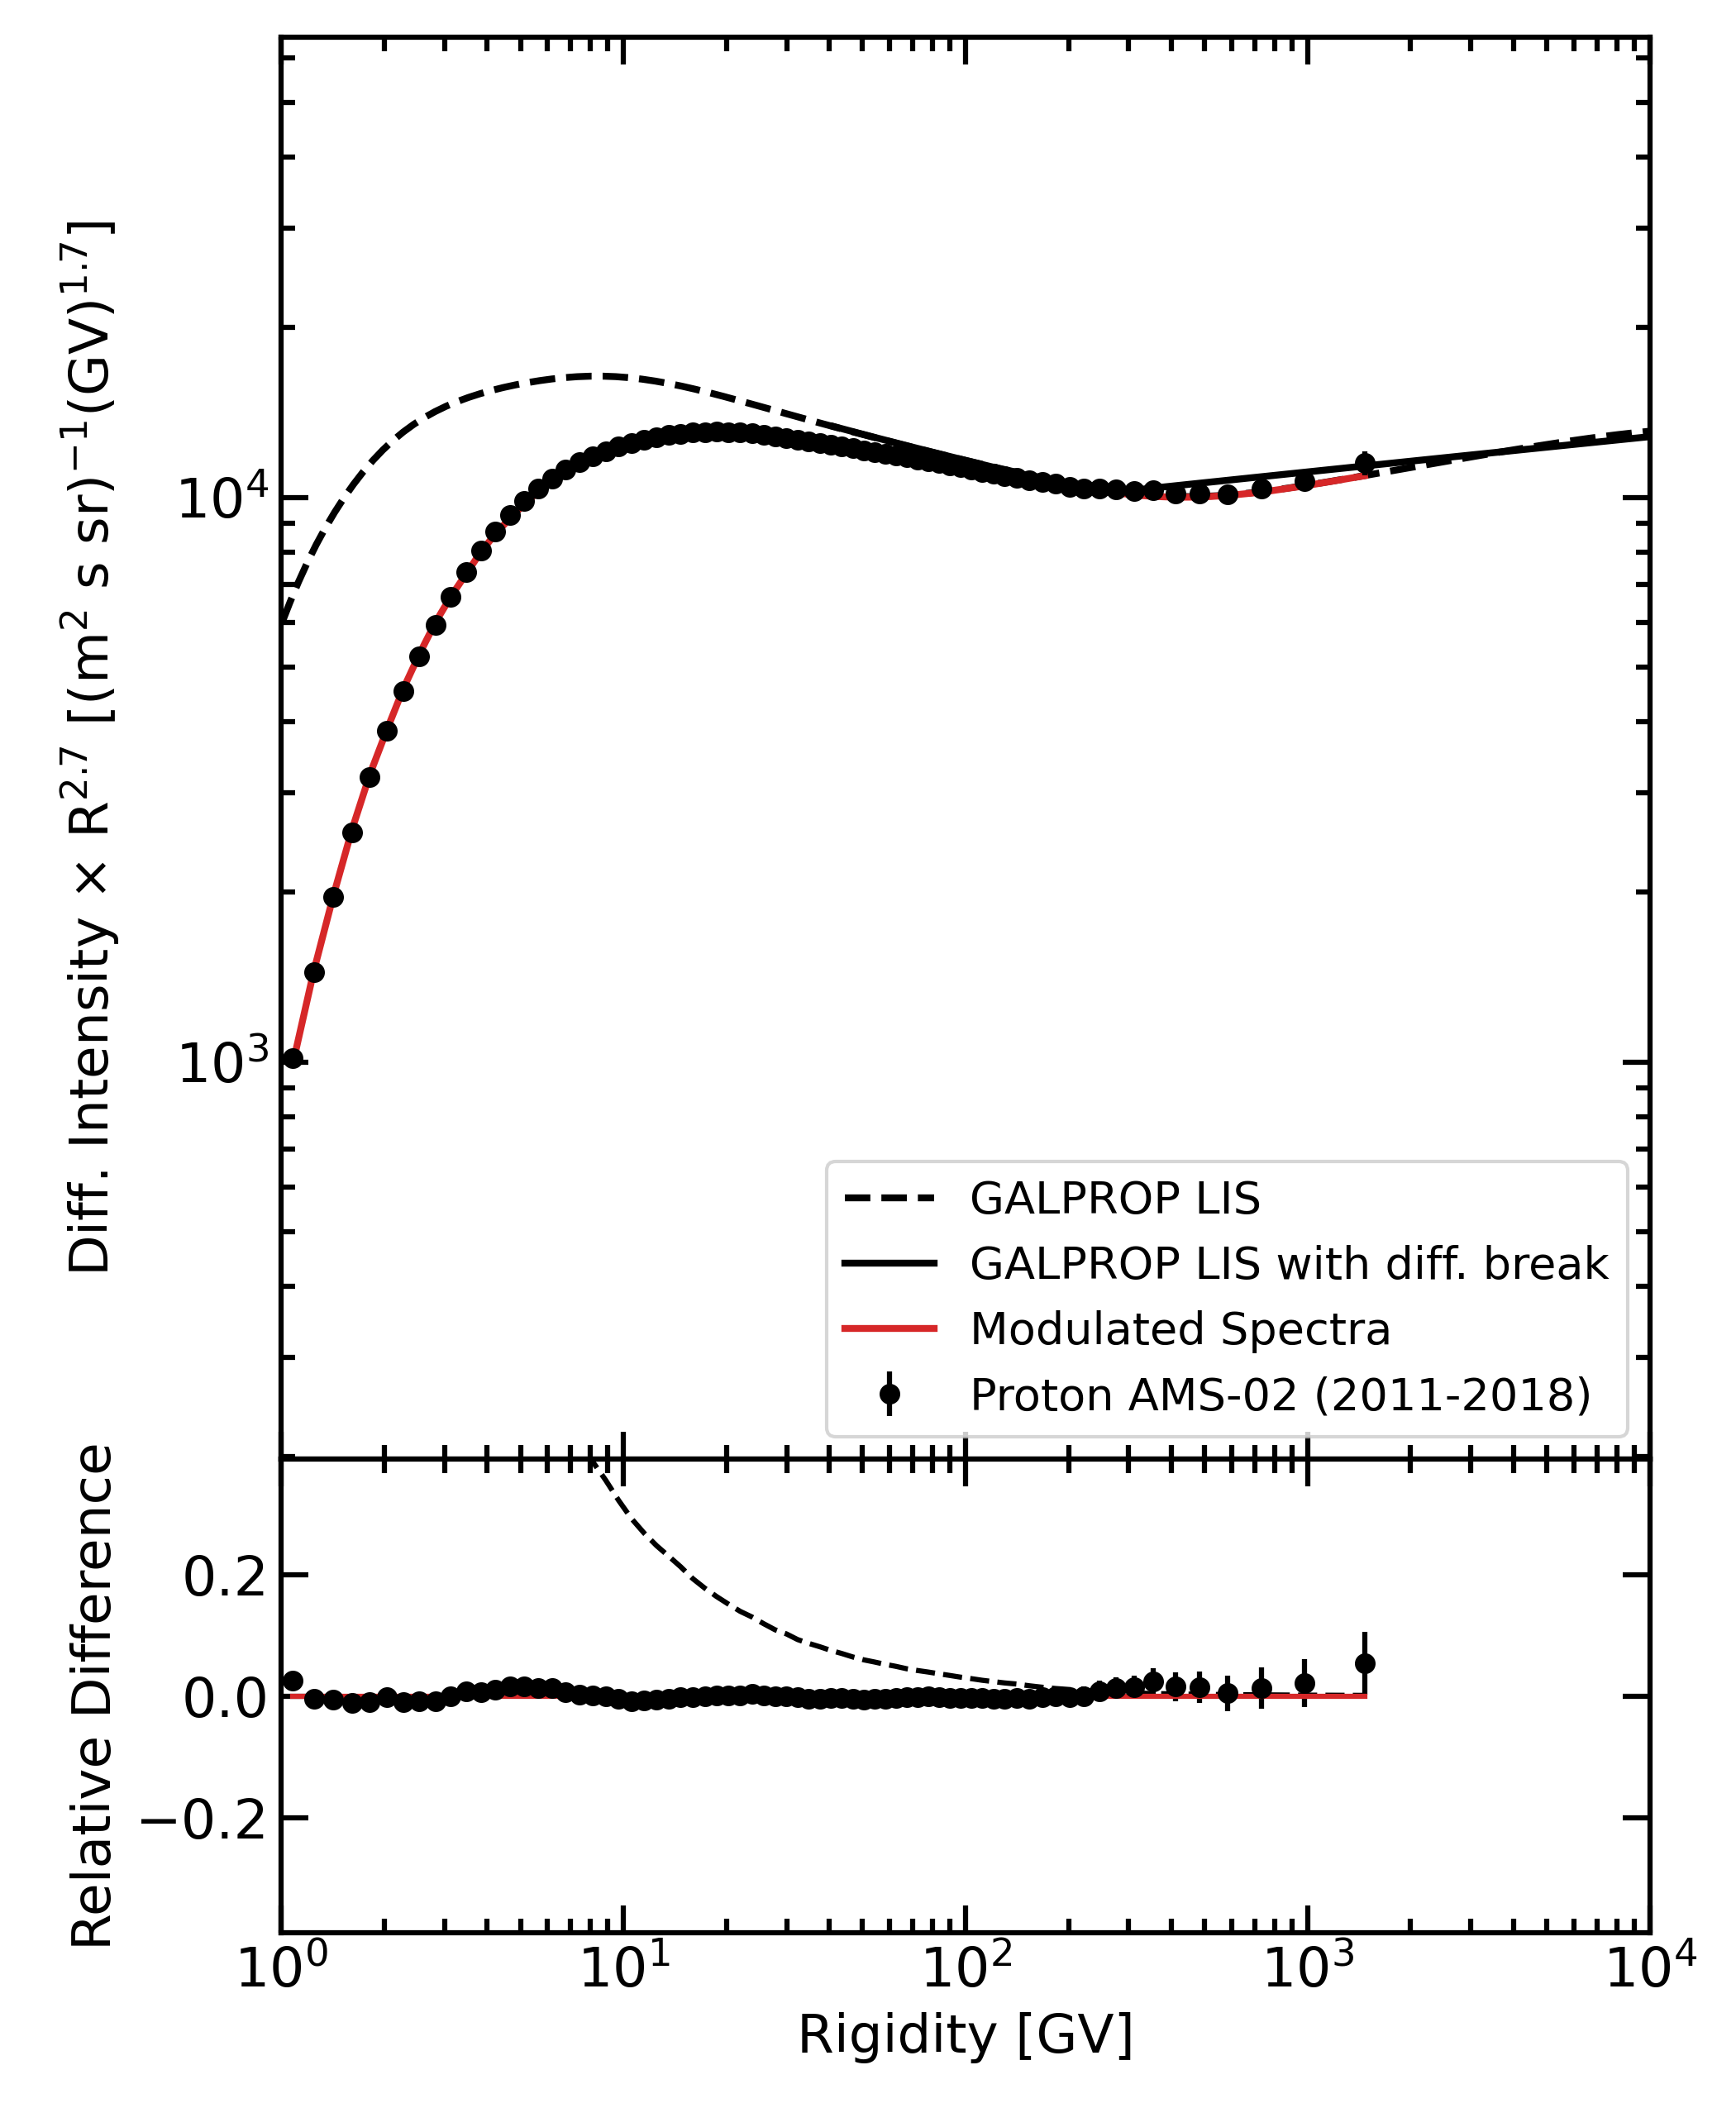 Diff. Intensity × R^2.7 [(m^2 s sr)^−1(GV)^1.7]
10^4
10^3
GALPROP LIS
GALPROP LIS with diff. break
Modulated Spectra
Proton AMS-02 (2011-2018)
Relative Difference
0.2
0.0
−0.2
10^0 10^1 10^2 10^3 10^4
Rigidity [GV]